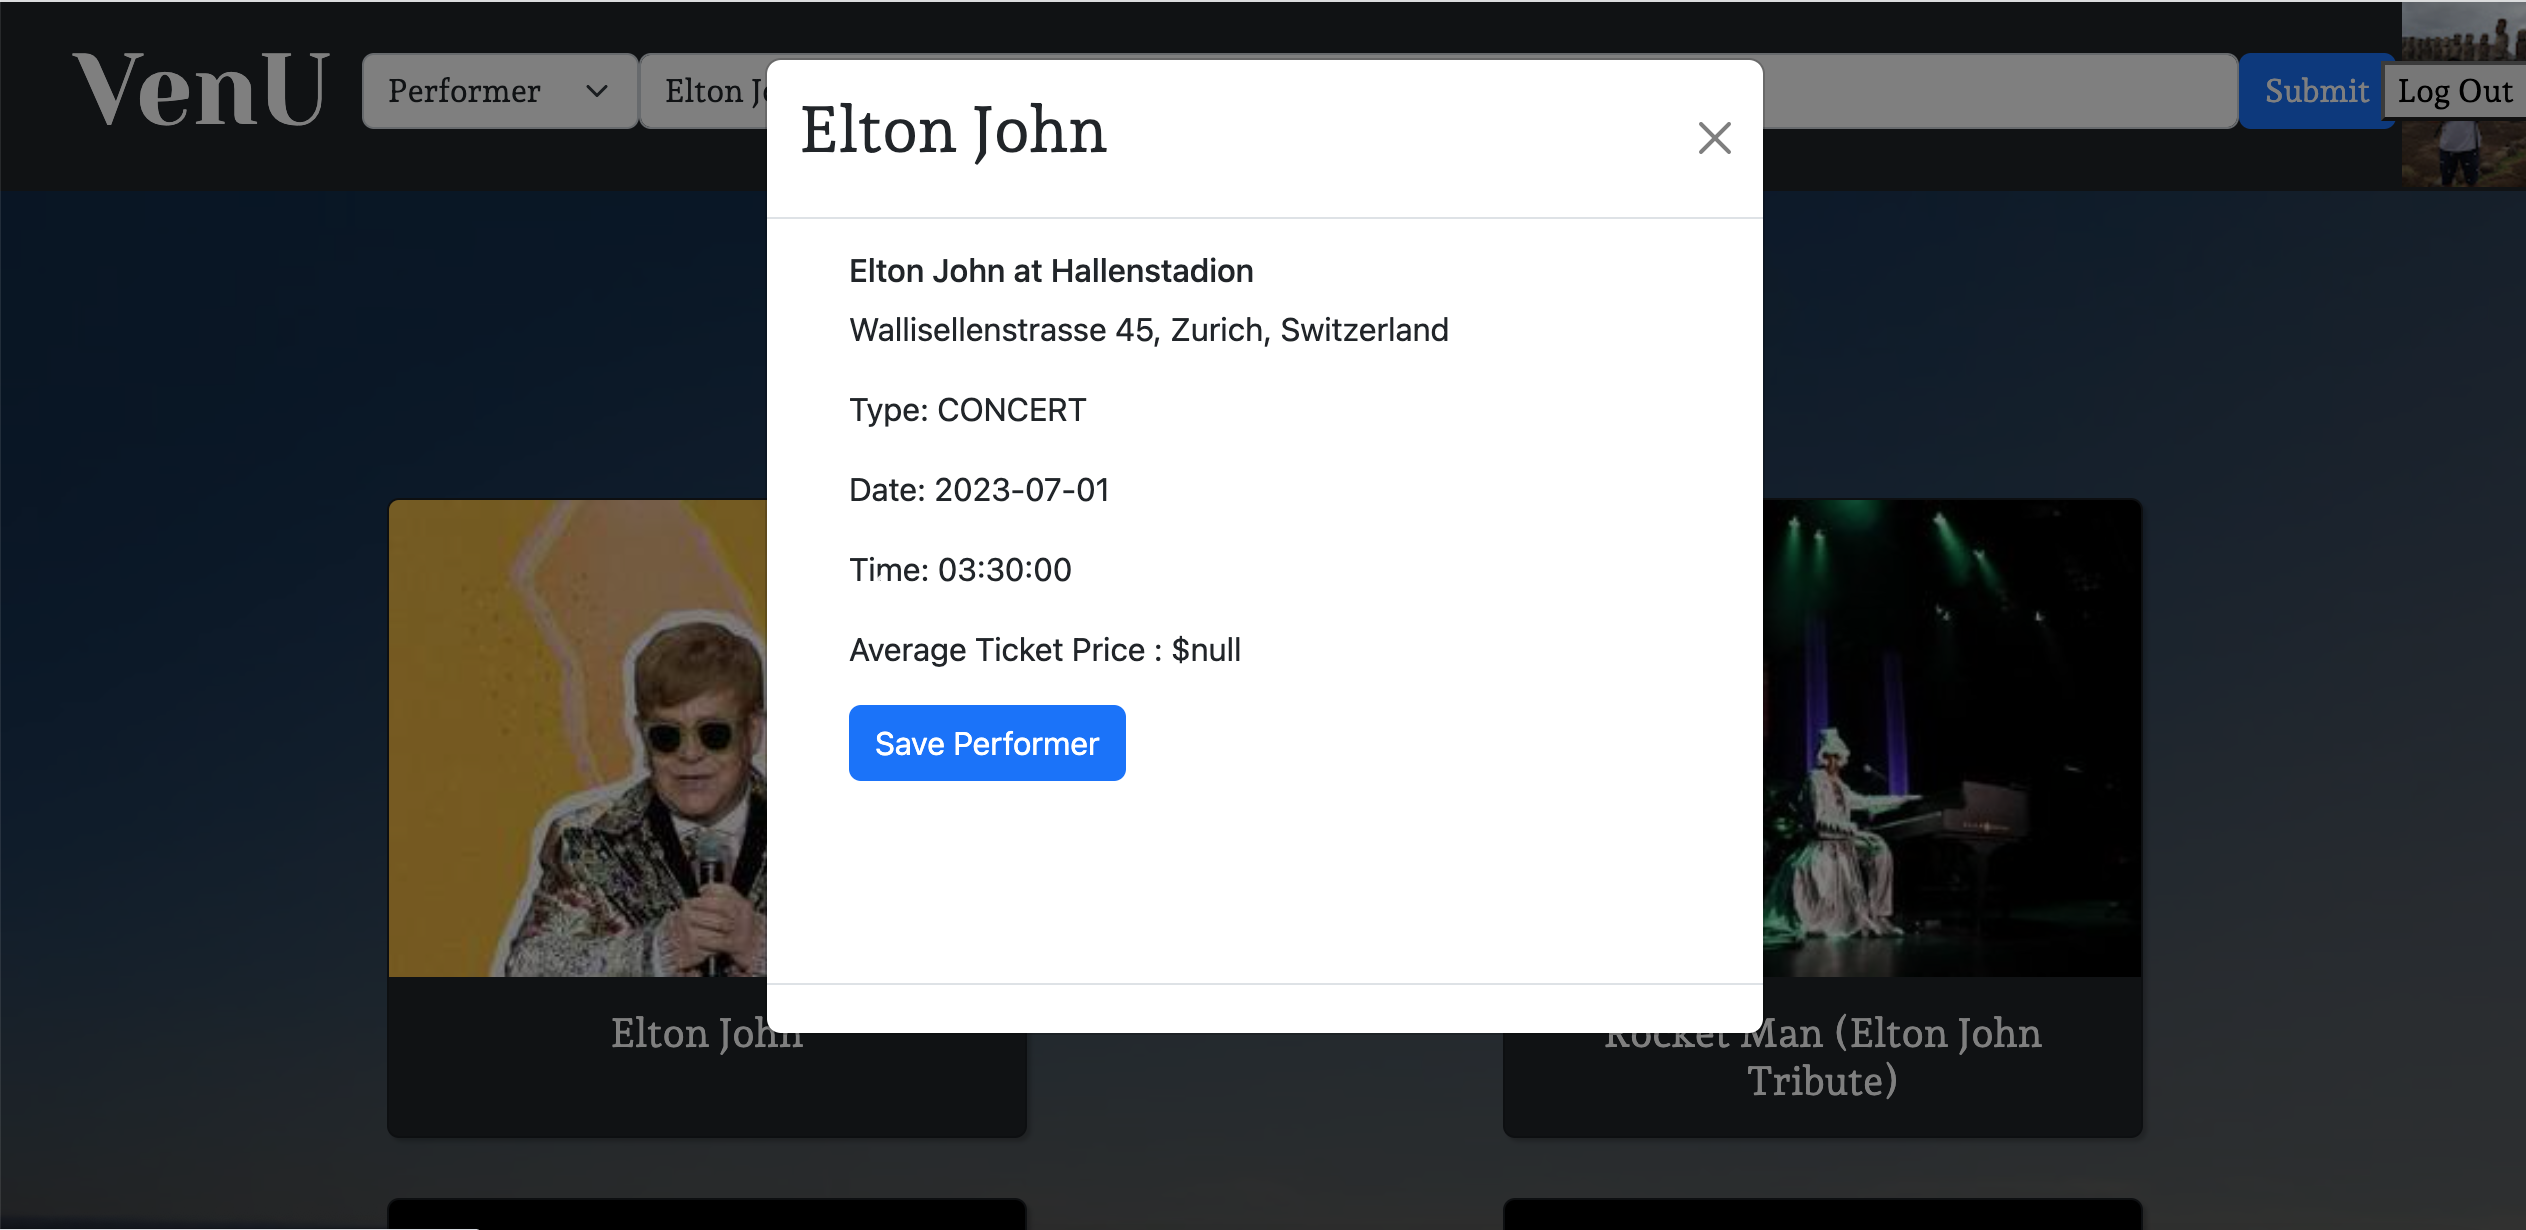 VenU
Performer
Elton Jo
Submit
Log Out
Elton John
Elton John at Hallenstadion
Wallisellenstrasse 45, Zurich, Switzerland
Type: CONCERT
Date: 2023-07-01
Time: 03:30:00
Average Ticket Price : $null
Save Performer
Elton John
Rocket Man (Elton John
Tribute)